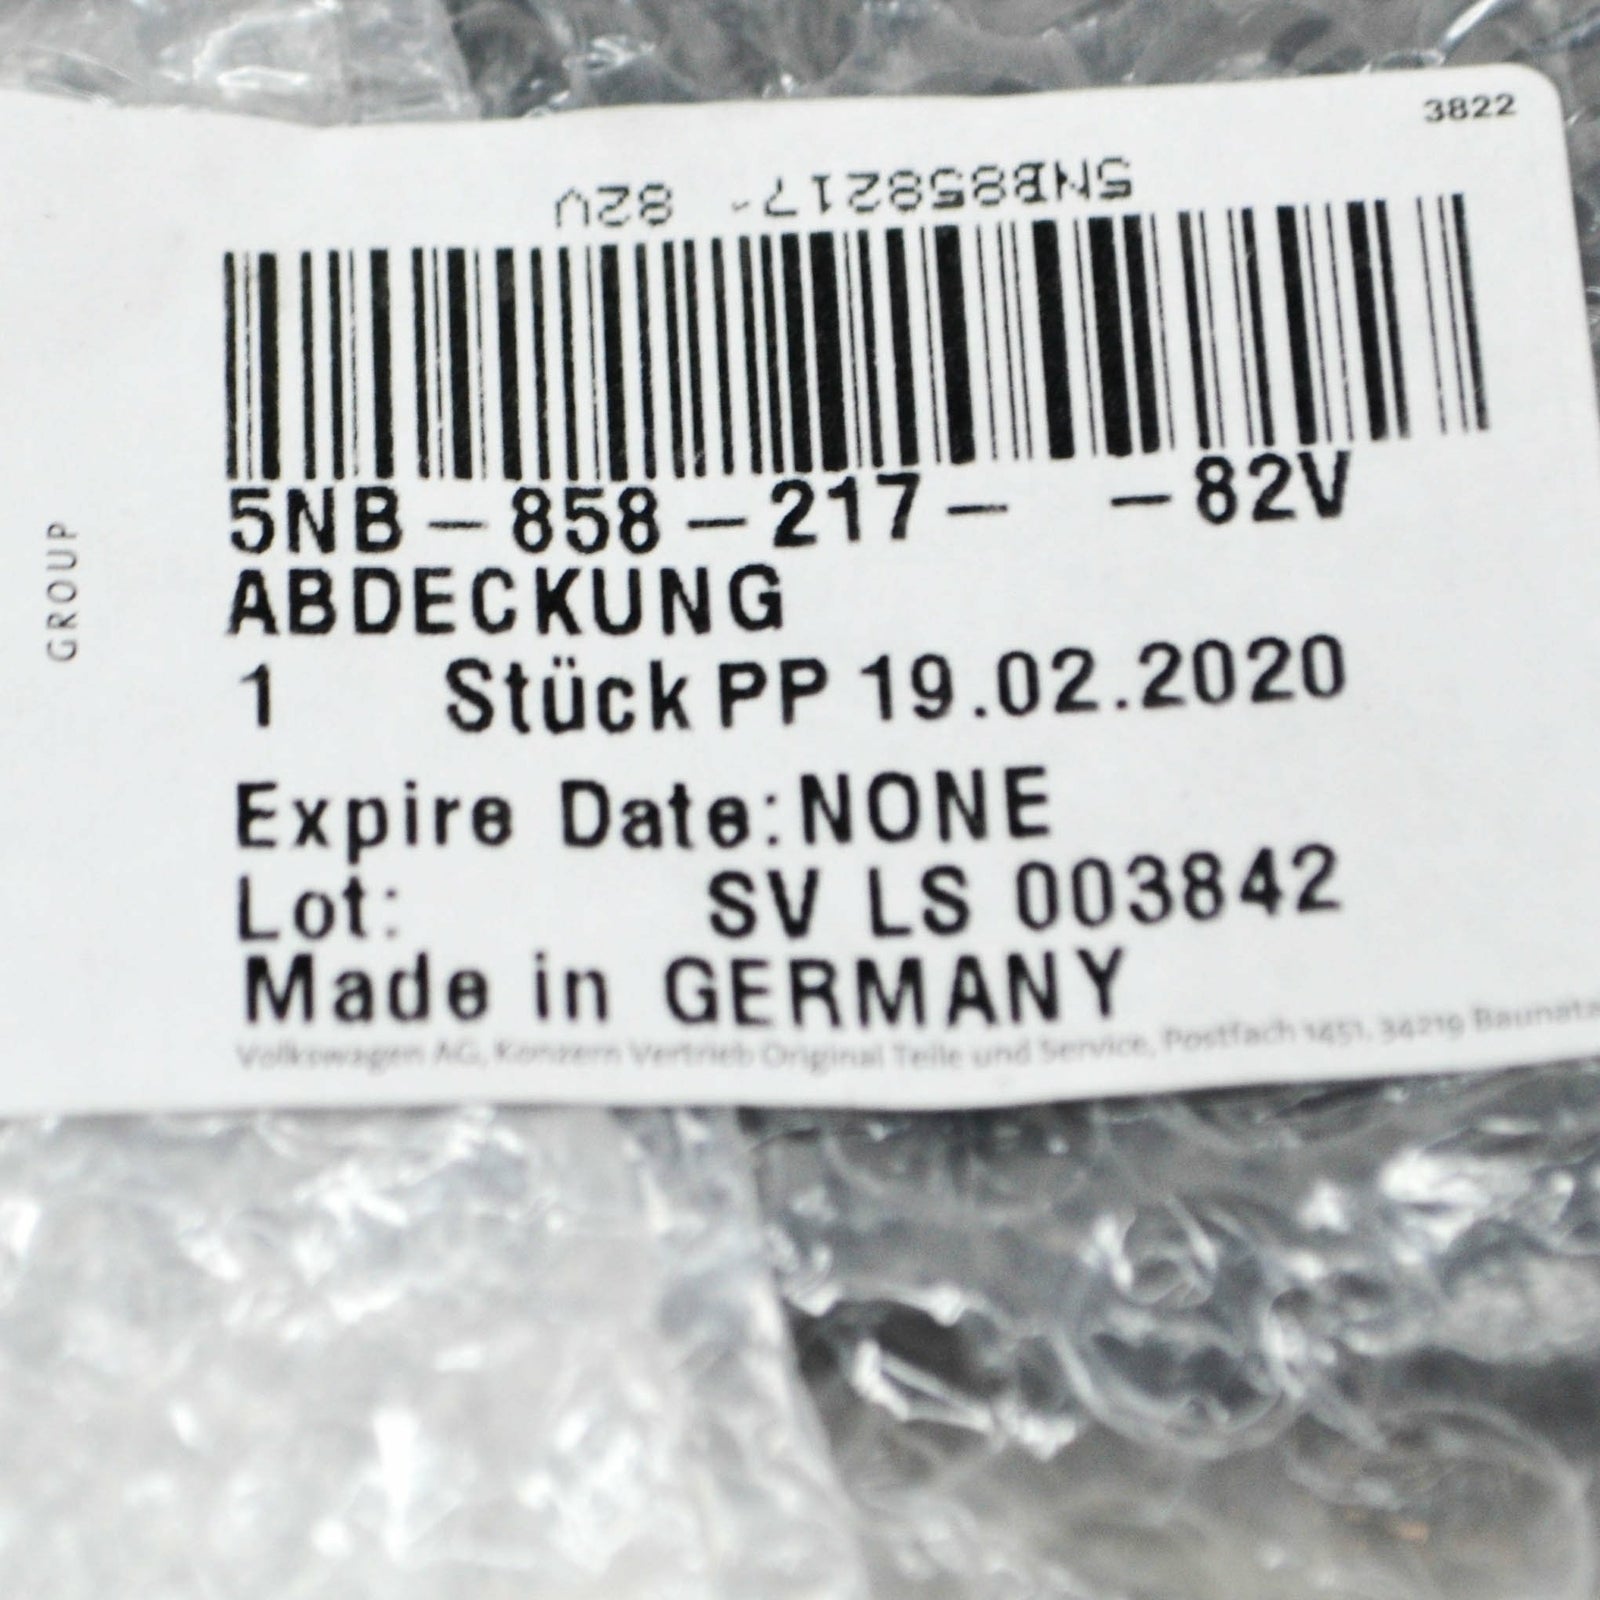 3822
5NB858217 82V
5NB-858-217- -82V
ABDECKUNG
1 Stück PP 19.02.2020
Expire Date:NONE
Lot: SV LS 003842
Made in GERMANY
Volkswagen AG, Konzern Vertrieb Original Teile und Service, Postfach 1451, 34219 Baunata
GROUP